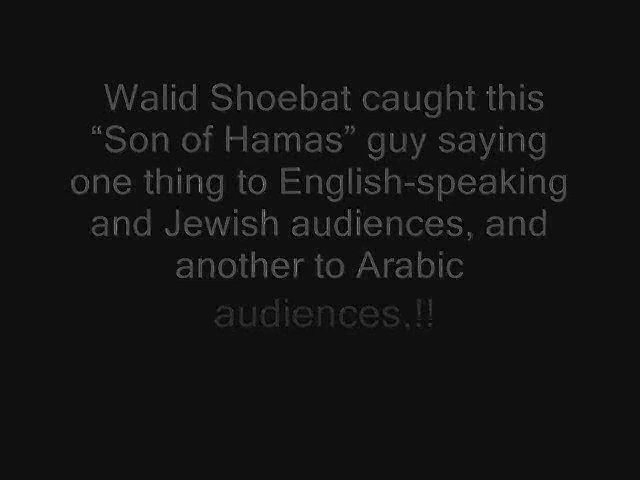 Walid Shoebat caught this
“Son of Hamas” guy saying
one thing to English-speaking
and Jewish audiences, and
another to Arabic
audiences.!!